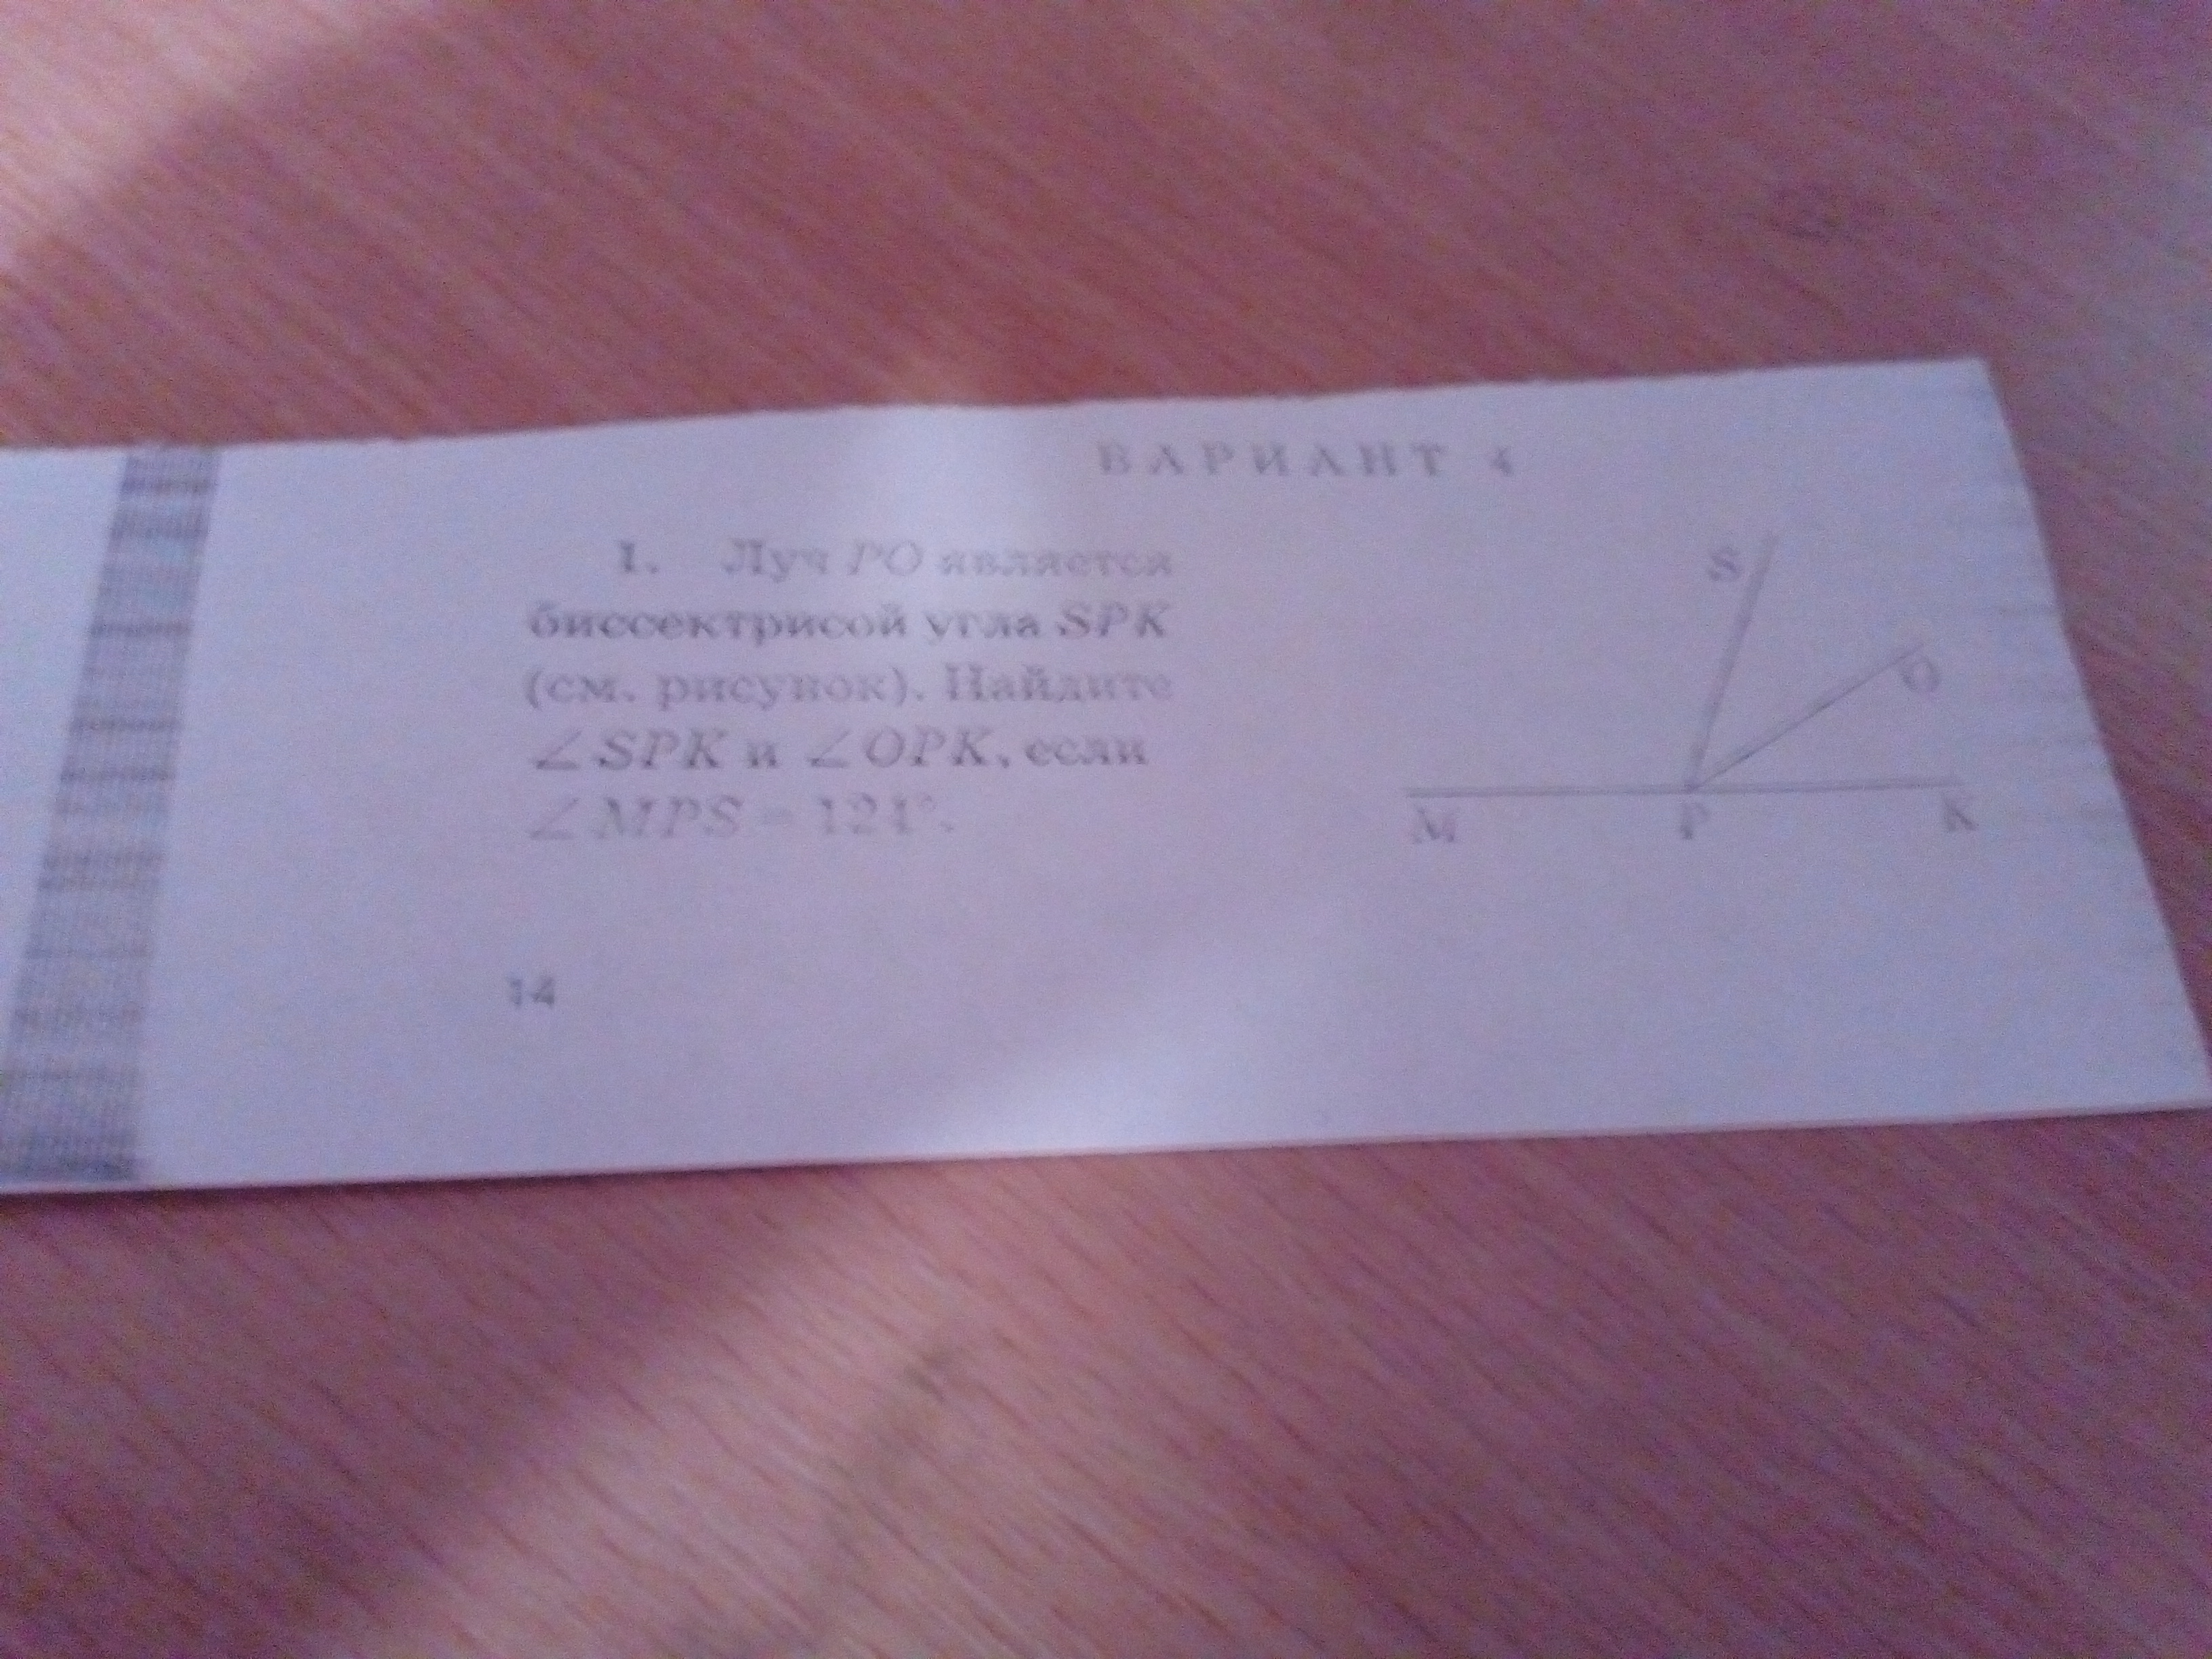 ВАРИАНТ 4
1. Луч PO является
биссектрисой угла SPK
(см. рисунок). Найдите
∠SPK и ∠OPK, если
∠MPS = 124°.
S
O
M P K
14